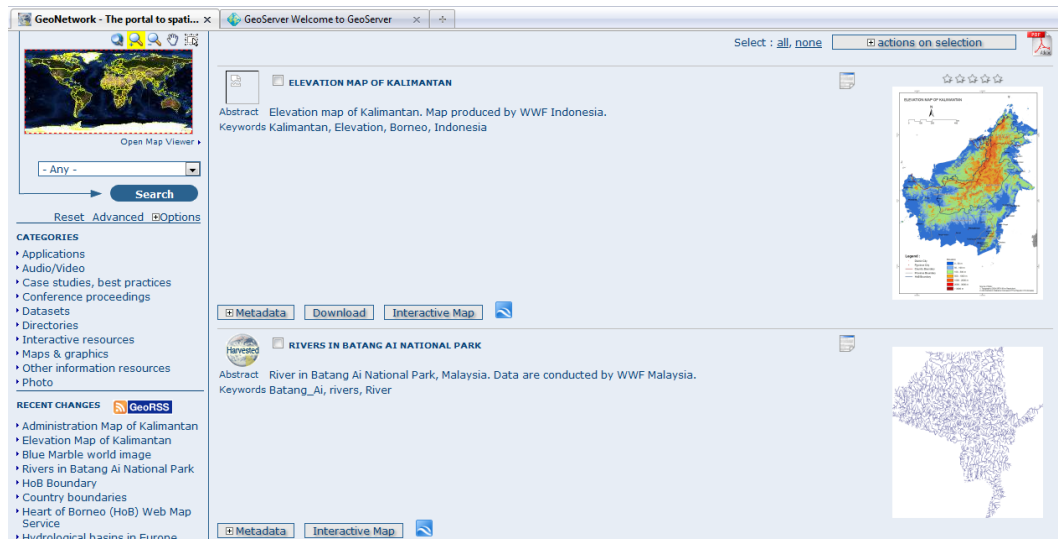 GeoNetwork - The portal to spati... ×
GeoServer Welcome to GeoServer ×
Open Map Viewer
- Any -
Search
Reset Advanced Options
CATEGORIES
Applications
Audio/Video
Case studies, best practices
Conference proceedings
Datasets
Directories
Interactive resources
Maps & graphics
Other information resources
Photo
RECENT CHANGES GeoRSS
Administration Map of Kalimantan
Elevation Map of Kalimantan
Blue Marble world image
Rivers in Batang Ai National Park
HoB Boundary
Country boundaries
Heart of Borneo (HoB) Web Map
Service
Hydrological basins in Europe
Select : all, none
actions on selection
PDF
ELEVATION MAP OF KALIMANTAN
Abstract Elevation map of Kalimantan. Map produced by WWF Indonesia.
Keywords Kalimantan, Elevation, Borneo, Indonesia
ELEVATION MAP OF KALIMANTAN
Legend :
Metadata Download Interactive Map
Harvested
RIVERS IN BATANG AI NATIONAL PARK
Abstract River in Batang Ai National Park, Malaysia. Data are conducted by WWF Malaysia.
Keywords Batang_Ai, rivers, River
Metadata Interactive Map